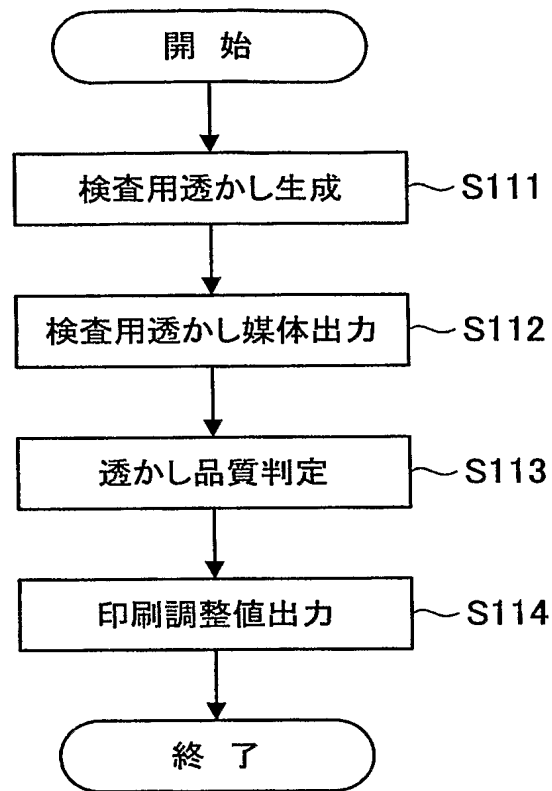 開 始
検査用透かし生成 S111
検査用透かし媒体出力 S112
透かし品質判定 S113
印刷調整値出力 S114
終 了